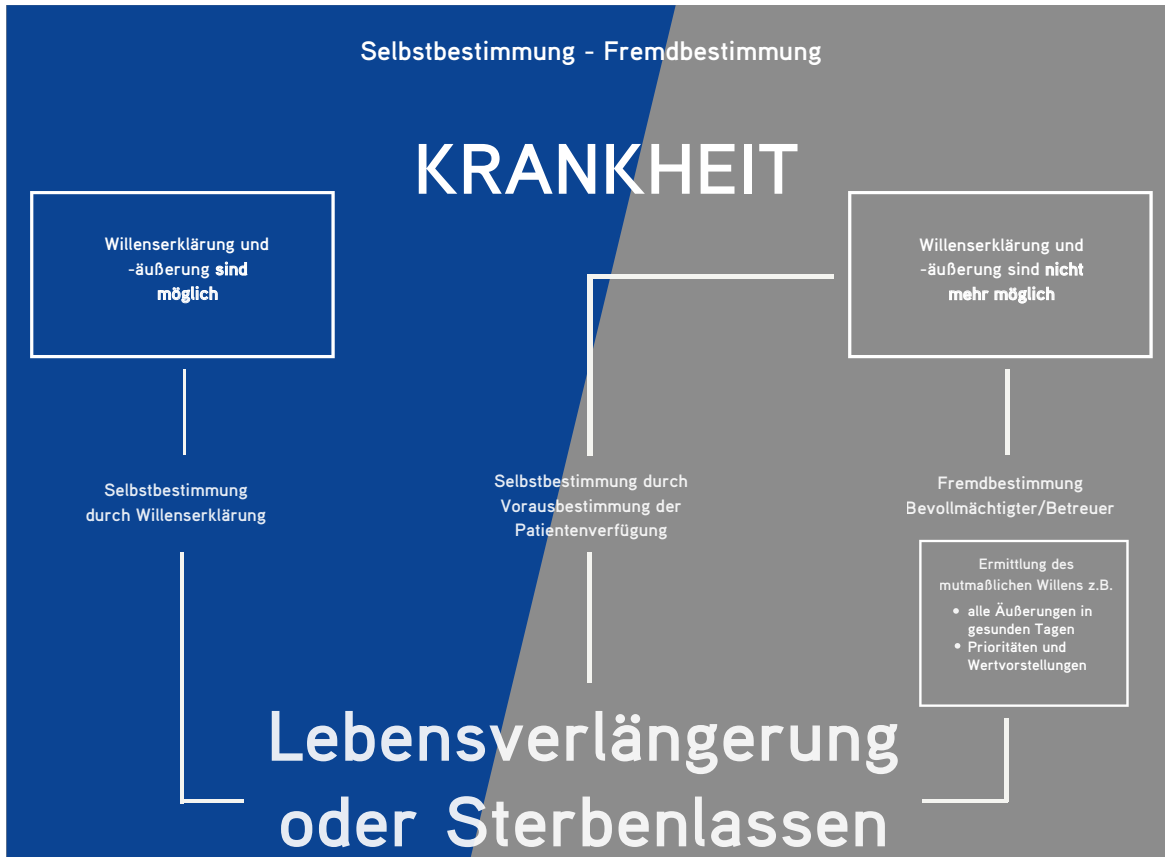 Selbstbestimmung - Fremdbestimmung
KRANKHEIT
Willenserklärung und
-äußerung sind
möglich
Willenserklärung und
-äußerung sind nicht
mehr möglich
Selbstbestimmung
durch Willenserklärung
Selbstbestimmung durch
Vorausbestimmung der
Patientenverfügung
Fremdbestimmung
Bevollmächtigter/Betreuer
Ermittlung des
mutmaßlichen Willens z.B.
• alle Äußerungen in
gesunden Tagen
• Prioritäten und
Wertvorstellungen
Lebensverlängerung
oder Sterbenlassen